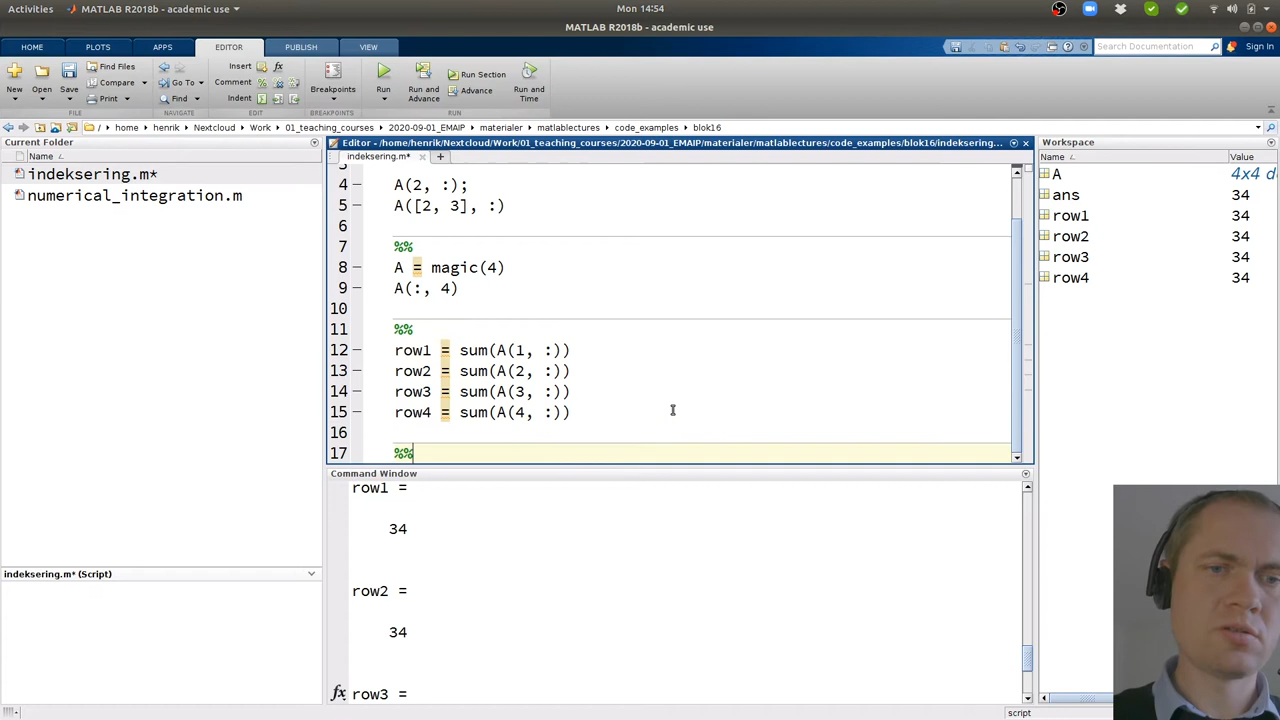 Activities
MATLAB R2018b - academic use
Mon 14:54
MATLAB R2018b - academic use
HOME PLOTS APPS EDITOR PUBLISH VIEW
Search Documentation
Sign In
New Open Save
Find Files
Compare
Print
Go To
Find
Insert
Comment
Indent
Breakpoints
Run
Run and Advance
Run Section
Advance
Run and Time
FILE NAVIGATE EDIT BREAKPOINTS RUN
/ home henrik Nextcloud Work 01_teaching_courses 2020-09-01_EMAIP materialer matlablectures code_examples blok16
Current Folder
Name
indeksering.m*
numerical_integration.m
indeksering.m* (Script)
Editor - /home/henrik/Nextcloud/Work/01_teaching_courses/2020-09-01_EMAIP/materialer/matlablectures/code_examples/blok16/indeksering....
indeksering.m*
3
4 A(2, :);
5 A([2, 3], :)
6
7 %%
8 A = magic(4)
9 A(:, 4)
10
11 %%
12 row1 = sum(A(1, :))
13 row2 = sum(A(2, :))
14 row3 = sum(A(3, :))
15 row4 = sum(A(4, :))
16
17 %%
Command Window
row1 =
34
row2 =
34
fx row3 =
Workspace
Name Value
A 4x4 d
ans 34
row1 34
row2 34
row3 34
row4 34
script